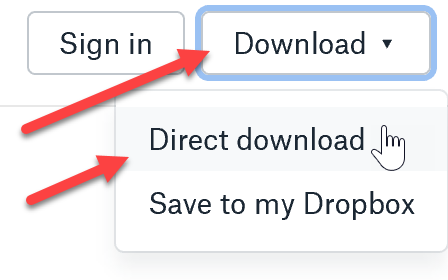 Sign in
Download
Direct download
Save to my Dropbox